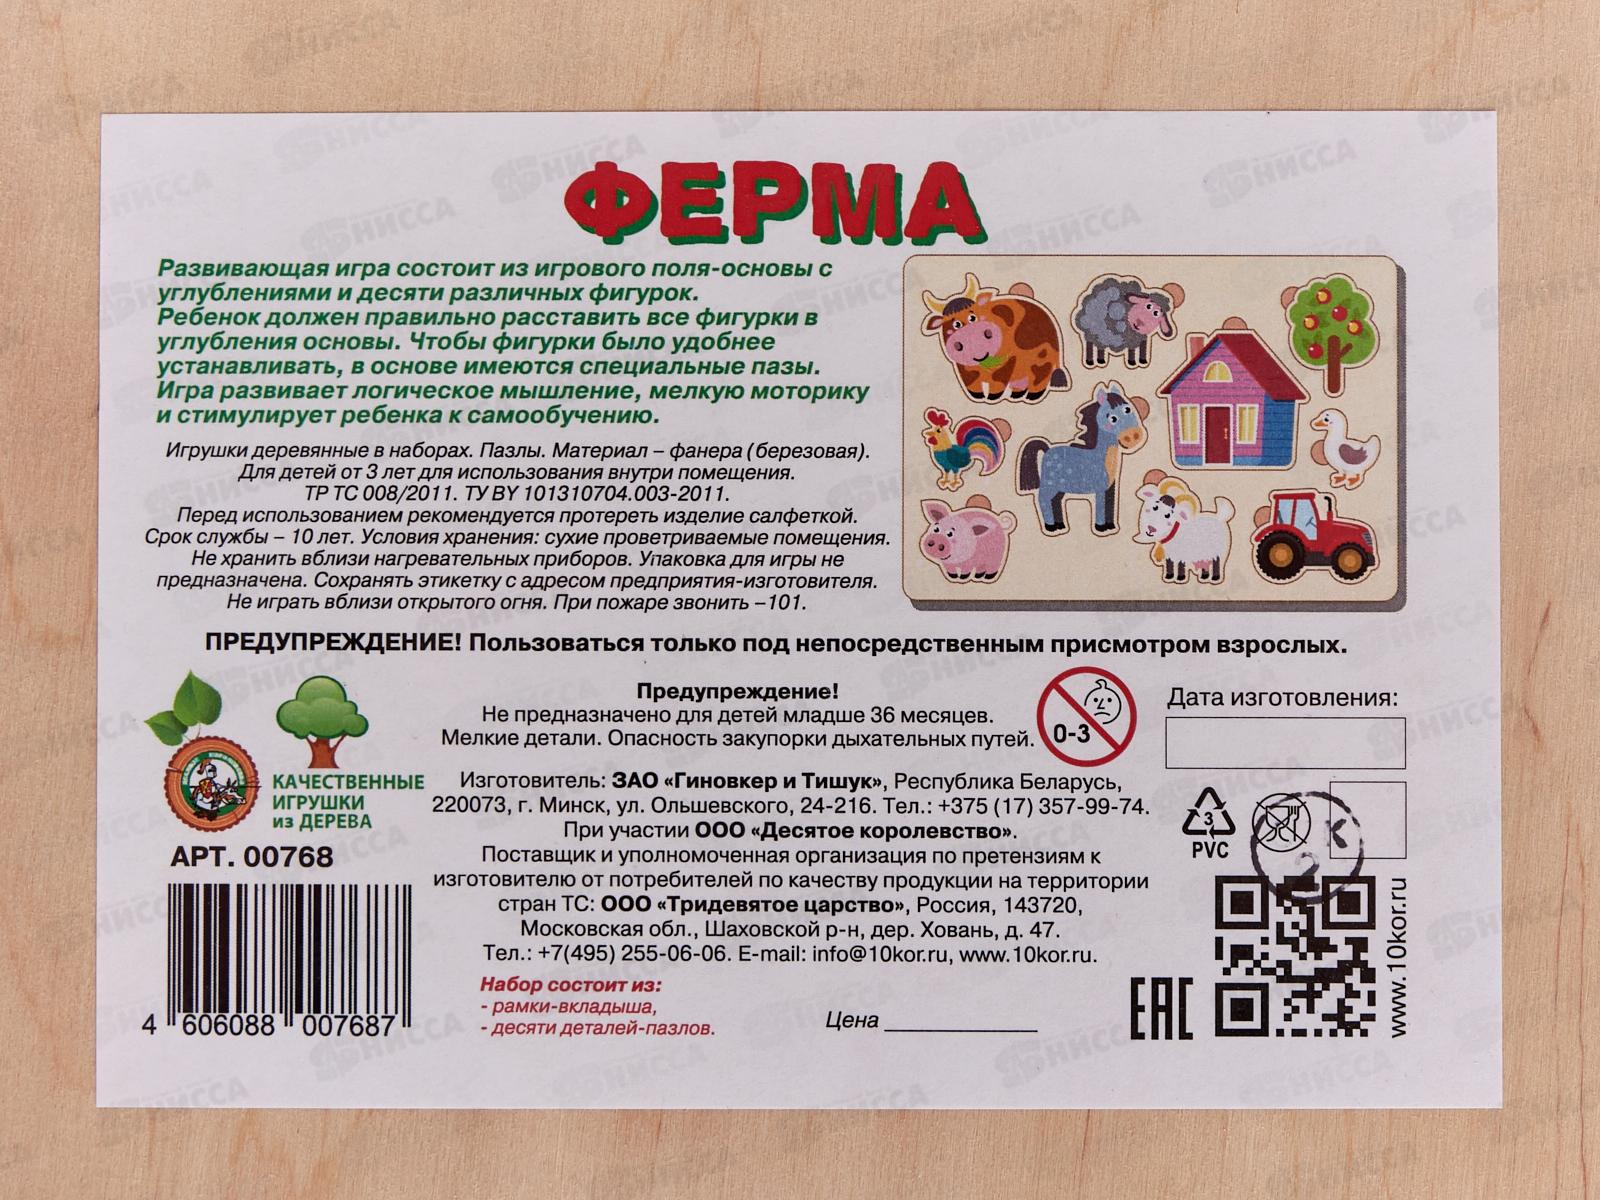 ФЕРМА
Развивающая игра состоит из игрового поля-основы с
углублениями и десяти различных фигурок.
Ребенок должен правильно расставить все фигурки в
углубления основы. Чтобы фигурки было удобнее
устанавливать, в основе имеются специальные пазы.
Игра развивает логическое мышление, мелкую моторику
и стимулирует ребенка к самообучению.
Игрушки деревянные в наборах. Пазлы. Материал – фанера (березовая).
Для детей от 3 лет для использования внутри помещения.
ТР ТС 008/2011. ТУ BY 101310704.003-2011.
Перед использованием рекомендуется протереть изделие салфеткой.
Срок службы – 10 лет. Условия хранения: сухие проветриваемые помещения.
Не хранить вблизи нагревательных приборов. Упаковка для игры не
предназначена. Сохранять этикетку с адресом предприятия-изготовителя.
Не играть вблизи открытого огня. При пожаре звонить –101.
ПРЕДУПРЕЖДЕНИЕ! Пользоваться только под непосредственным присмотром взрослых.
КАЧЕСТВЕННЫЕ
ИГРУШКИ
из ДЕРЕВА
АРТ. 00768
4 606088 007687
Предупреждение!
Не предназначено для детей младше 36 месяцев.
Мелкие детали. Опасность закупорки дыхательных путей.
0-3
Изготовитель: ЗАО «Гиновкер и Тишук», Республика Беларусь,
220073, г. Минск, ул. Ольшевского, 24-216. Тел.: +375 (17) 357-99-74.
При участии ООО «Десятое королевство».
Поставщик и уполномоченная организация по претензиям к
изготовителю от потребителей по качеству продукции на территории
стран ТС: ООО «Тридевятое царство», Россия, 143720,
Московская обл., Шаховской р-н, дер. Ховань, д. 47.
Тел.: +7(495) 255-06-06. E-mail: info@10kor.ru, www.10kor.ru.
Набор состоит из:
- рамки-вкладыша,
- десяти деталей-пазлов.
Цена
Дата изготовления:
3
PVC
К
2
EAC
www.10kor.ru
НИССА